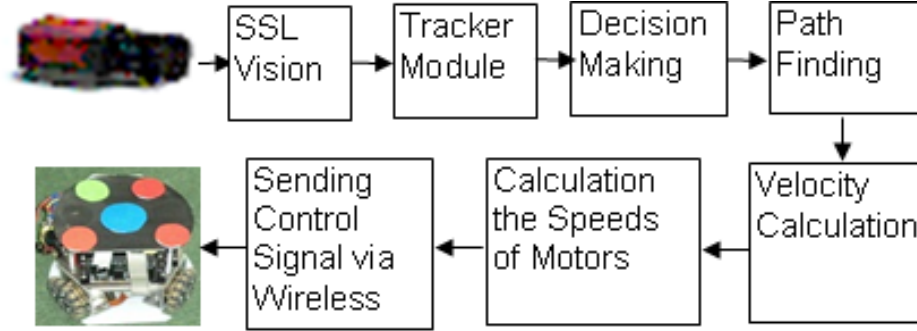 SSL
Vision
Tracker
Module
Decision
Making
Path
Finding
Velocity
Calculation
Calculation
the Speeds
of Motors
Sending
Control
Signal via
Wireless